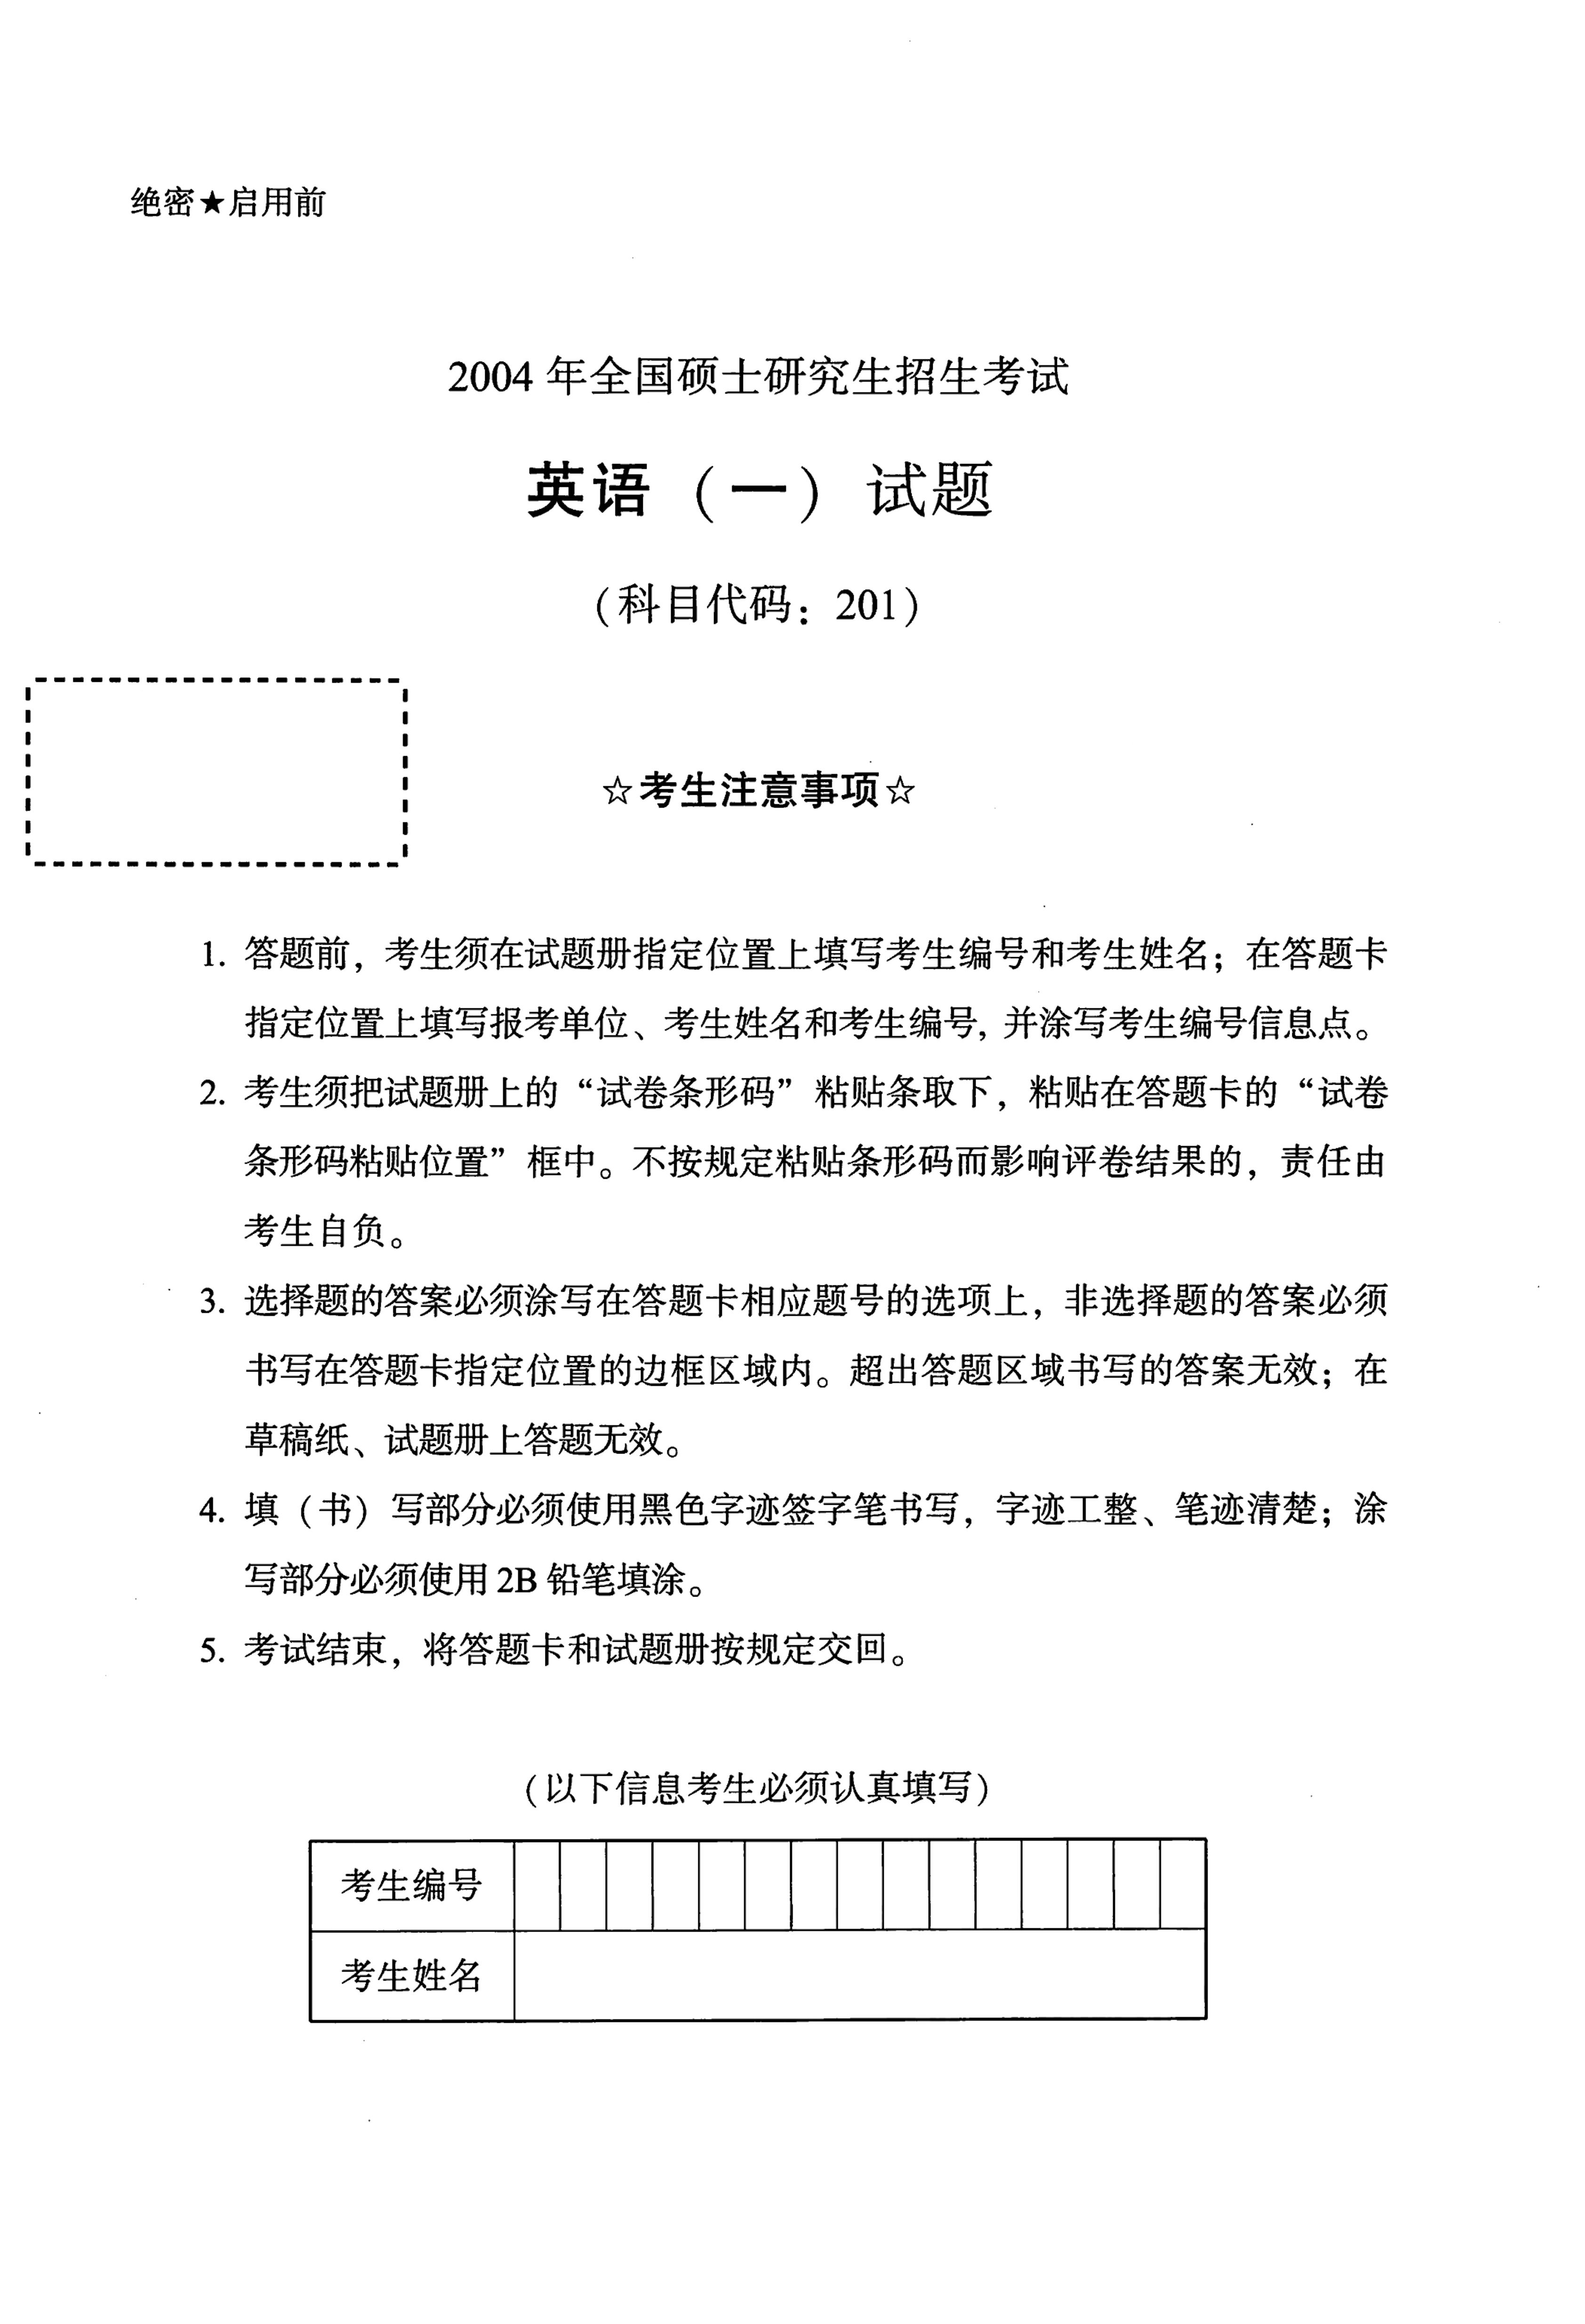 绝密★启用前
2004 年全国硕士研究生招生考试
英语（一）试题
（科目代码：201）
☆考生注意事项☆
1. 答题前，考生须在试题册指定位置上填写考生编号和考生姓名；在答题卡
指定位置上填写报考单位、考生姓名和考生编号，并涂写考生编号信息点。
2. 考生须把试题册上的“试卷条形码”粘贴条取下，粘贴在答题卡的“试卷
条形码粘贴位置”框中。不按规定粘贴条形码而影响评卷结果的，责任由
考生自负。
3. 选择题的答案必须涂写在答题卡相应题号的选项上，非选择题的答案必须
书写在答题卡指定位置的边框区域内。超出答题区域书写的答案无效；在
草稿纸、试题册上答题无效。
4. 填（书）写部分必须使用黑色字迹签字笔书写，字迹工整、笔迹清楚；涂
写部分必须使用 2B 铅笔填涂。
5. 考试结束，将答题卡和试题册按规定交回。
（以下信息考生必须认真填写）
考生编号
考生姓名